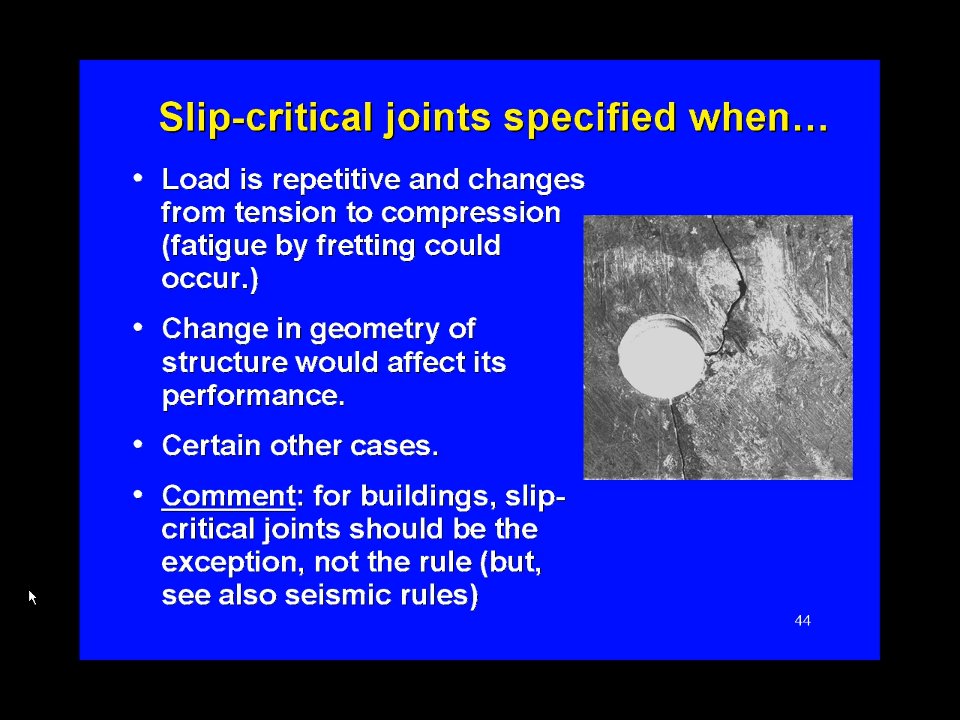 Slip-critical joints specified when…
• Load is repetitive and changes
from tension to compression
(fatigue by fretting could
occur.)
• Change in geometry of
structure would affect its
performance.
• Certain other cases.
• Comment: for buildings, slip-
critical joints should be the
exception, not the rule (but,
see also seismic rules)
44